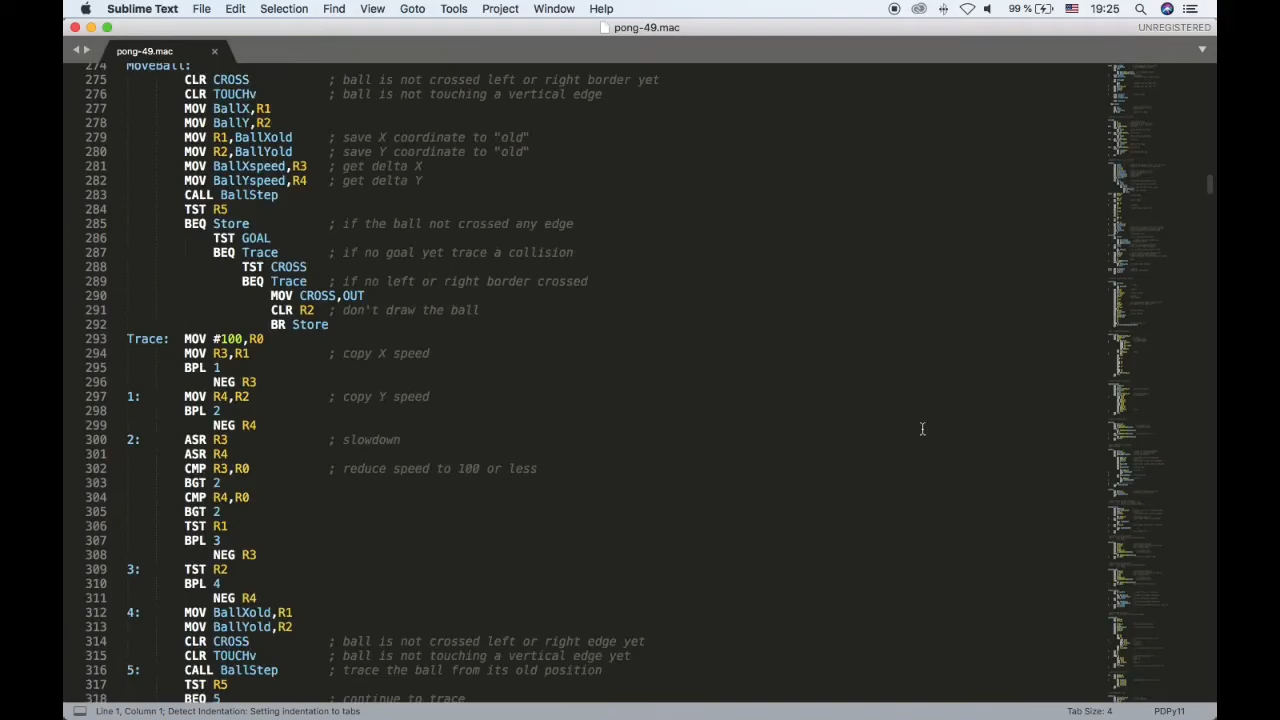 Sublime Text File Edit Selection Find View Goto Tools Project Window Help 99 % 19:25
pong-49.mac UNREGISTERED
pong-49.mac ×
274 MoveBall:
275 CLR CROSS ; ball is not crossed left or right border yet
276 CLR TOUCHv ; ball is not touching a vertical edge
277 MOV BallX,R1
278 MOV BallY,R2
279 MOV R1,BallXold ; save X coordinate to "old"
280 MOV R2,BallYold ; save Y coordinate to "old"
281 MOV BallXspeed,R3 ; get delta X
282 MOV BallYspeed,R4 ; get delta Y
283 CALL BallStep
284 TST R5
285 BEQ Store ; if the ball not crossed any edge
286 TST GOAL
287 BEQ Trace ; if no goal yet trace a collision
288 TST CROSS
289 BEQ Trace ; if no left or right border crossed
290 MOV CROSS,OUT
291 CLR R2 ; don't draw the ball
292 BR Store
293 Trace: MOV #100,R0
294 MOV R3,R1 ; copy X speed
295 BPL 1
296 NEG R3
297 1: MOV R4,R2 ; copy Y speed
298 BPL 2
299 NEG R4
300 2: ASR R3 ; slowdown
301 ASR R4
302 CMP R3,R0 ; reduce speed to 100 or less
303 BGT 2
304 CMP R4,R0
305 BGT 2
306 TST R1
307 BPL 3
308 NEG R3
309 3: TST R2
310 BPL 4
311 NEG R4
312 4: MOV BallXold,R1
313 MOV BallYold,R2
314 CLR CROSS ; ball is not crossed left or right edge yet
315 CLR TOUCHv ; ball is not touching a vertical edge yet
316 5: CALL BallStep ; trace the ball from its old position
317 TST R5
318 BEQ 5 ; continue to trace
Line 1, Column 1; Detect Indentation: Setting indentation to tabs Tab Size: 4 PDPy11